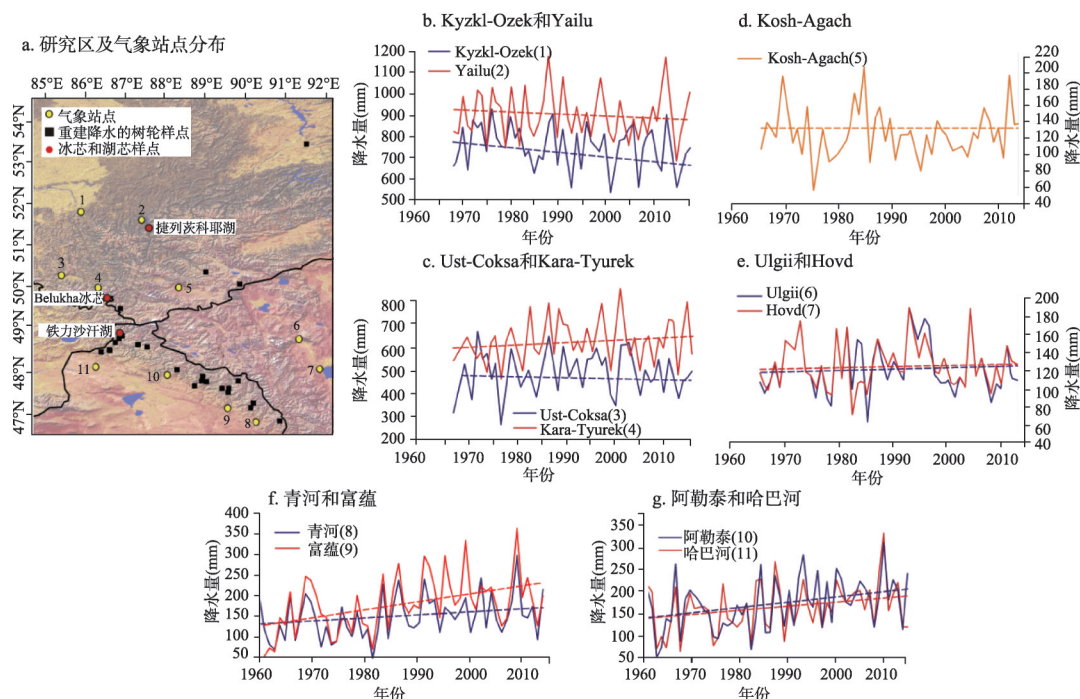 a. 研究区及气象站点分布
85°E 86°E 87°E 88°E 89°E 90°E 91°E
54°N
53°N
52°N
51°N
50°N
49°N
48°N
47°N
气象站点
重建降水的树轮样点
冰芯和湖芯样点
1
2
捷列茨科耶湖
3
4
5
Belukha冰芯
铁力沙汗湖
6
7
8
9
10
11
b. Kyzkl-Ozek和Yailu
Kyzkl-Ozek(1)
Yailu(2)
降水量(mm)
1200
1100
1000
900
800
700
600
500
1960 1970 1980 1990 2000 2010
年份
d. Kosh-Agach
Kosh-Agach(5)
220
200
180
160
140
120
100
80
60
40
降水量(mm)
1960 1970 1980 1990 2000 2010
年份
c. Ust-Coksa和Kara-Tyurek
Ust-Coksa(3)
Kara-Tyurek(4)
降水量(mm)
800
700
600
500
400
300
200
1960 1970 1980 1990 2000 2010
年份
e. Ulgii和Hovd
Ulgii(6)
Hovd(7)
200
180
160
140
120
100
80
60
40
降水量(mm)
1960 1970 1980 1990 2000 2010
年份
f. 青河和富蕴
青河(8)
富蕴(9)
降水量(mm)
400
350
300
250
200
150
100
50
1960 1970 1980 1990 2000 2010
年份
g. 阿勒泰和哈巴河
阿勒泰(10)
哈巴河(11)
降水量(mm)
350
300
250
200
150
100
50
1960 1970 1980 1990 2000 2010
年份